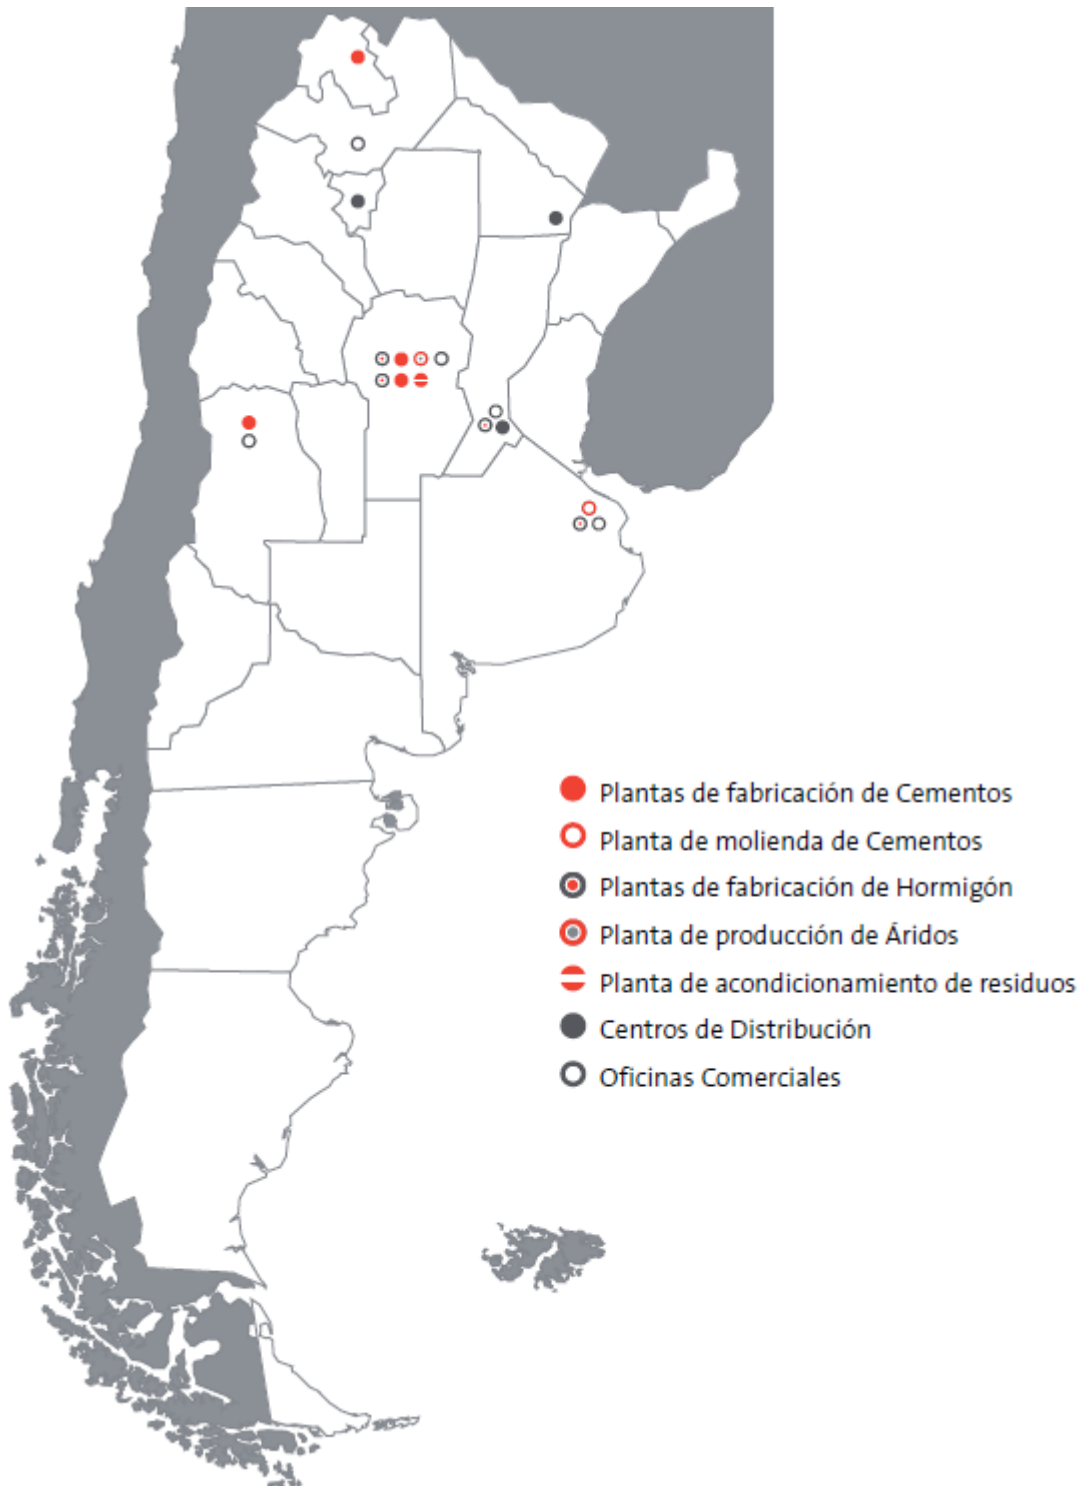 Plantas de fabricación de Cementos
Planta de molienda de Cementos
Plantas de fabricación de Hormigón
Planta de producción de Áridos
Planta de acondicionamiento de residuos
Centros de Distribución
Oficinas Comerciales